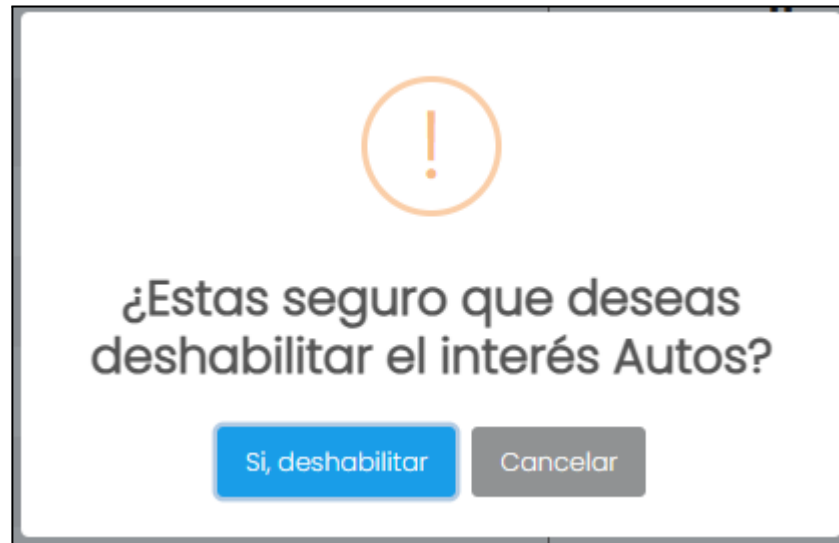 ¿Estas seguro que deseas
deshabilitar el interés Autos?
Si, deshabilitar
Cancelar